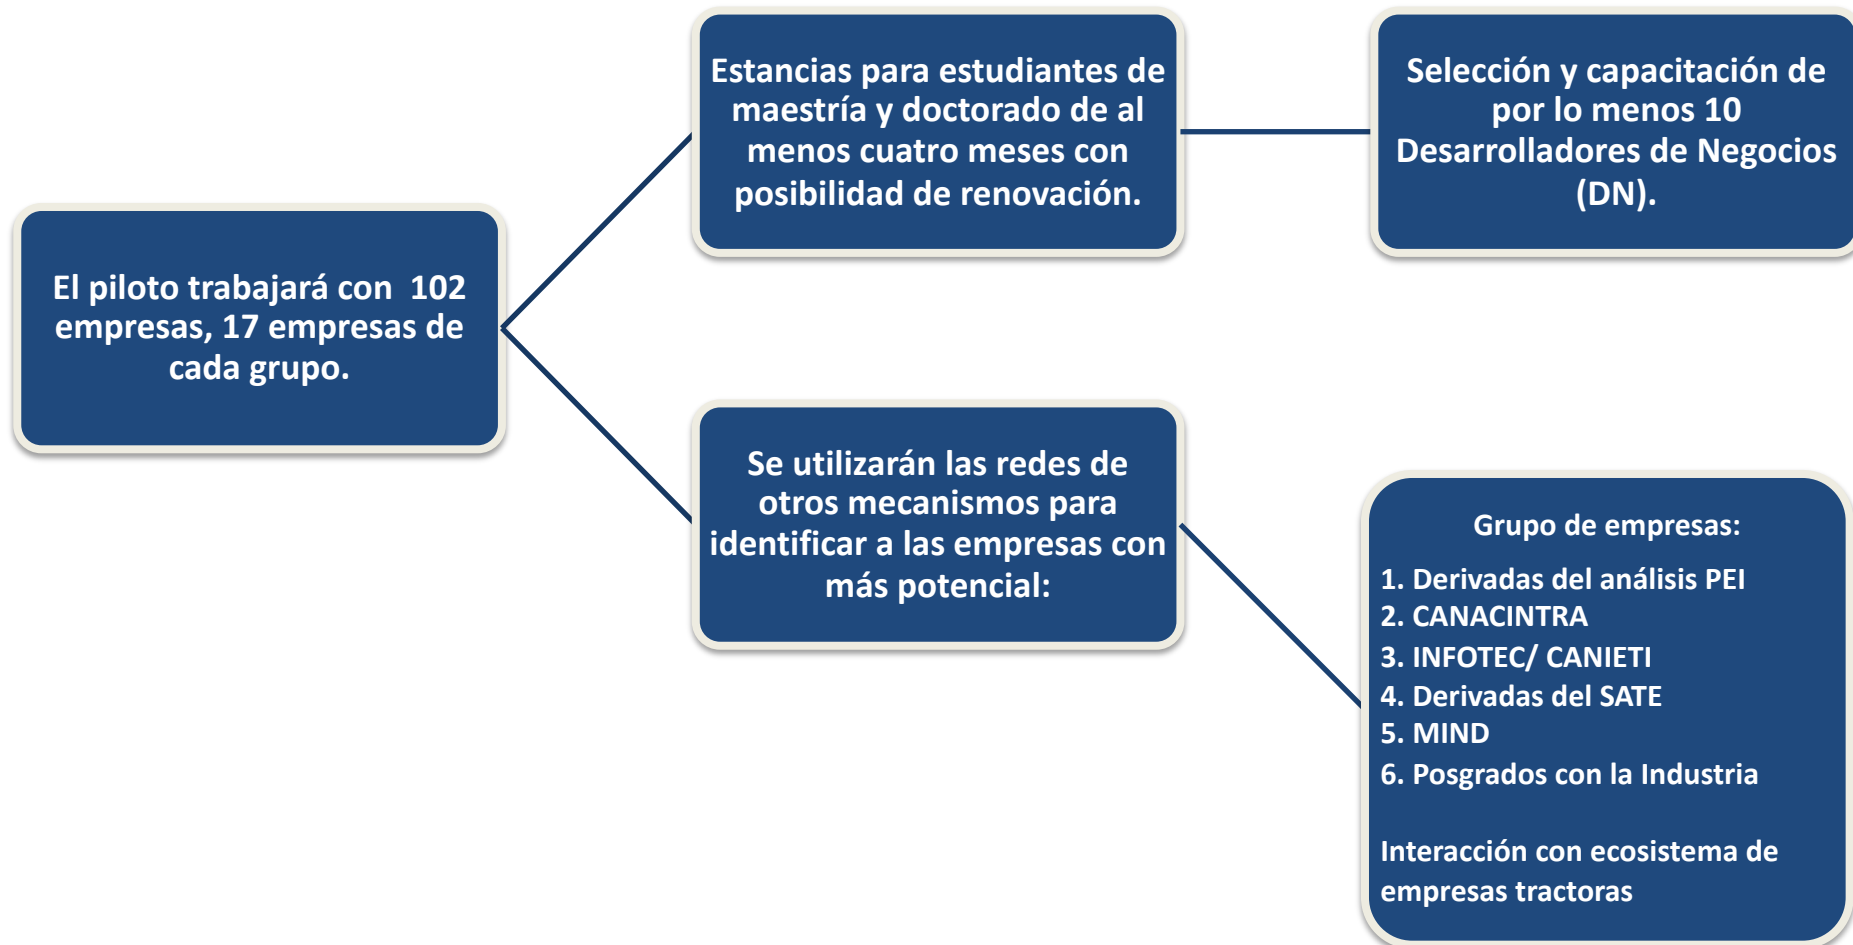 El piloto trabajará con 102
empresas, 17 empresas de
cada grupo.
Estancias para estudiantes de
maestría y doctorado de al
menos cuatro meses con
posibilidad de renovación.
Selección y capacitación de
por lo menos 10
Desarrolladores de Negocios
(DN).
Se utilizarán las redes de
otros mecanismos para
identificar a las empresas con
más potencial:
Grupo de empresas:
1. Derivadas del análisis PEI
2. CANACINTRA
3. INFOTEC/ CANIETI
4. Derivadas del SATE
5. MIND
6. Posgrados con la Industria
Interacción con ecosistema de
empresas tractoras